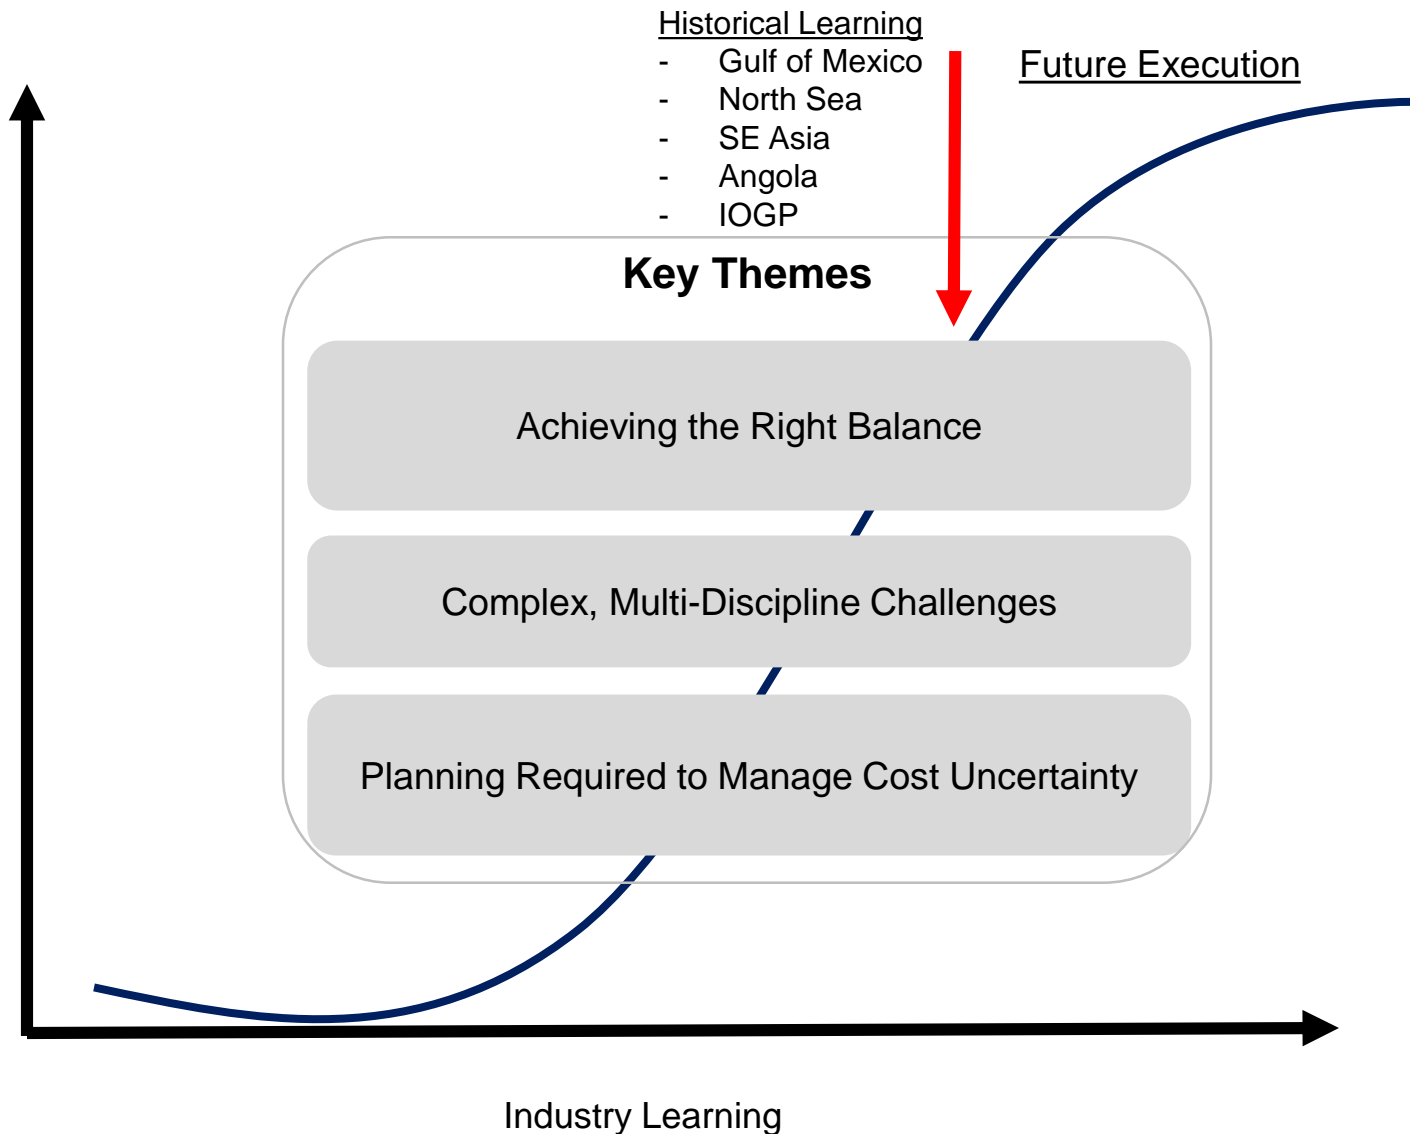 Historical Learning
- Gulf of Mexico
- North Sea
- SE Asia
- Angola
- IOGP
Future Execution
Key Themes
Achieving the Right Balance
Complex, Multi-Discipline Challenges
Planning Required to Manage Cost Uncertainty
Industry Learning